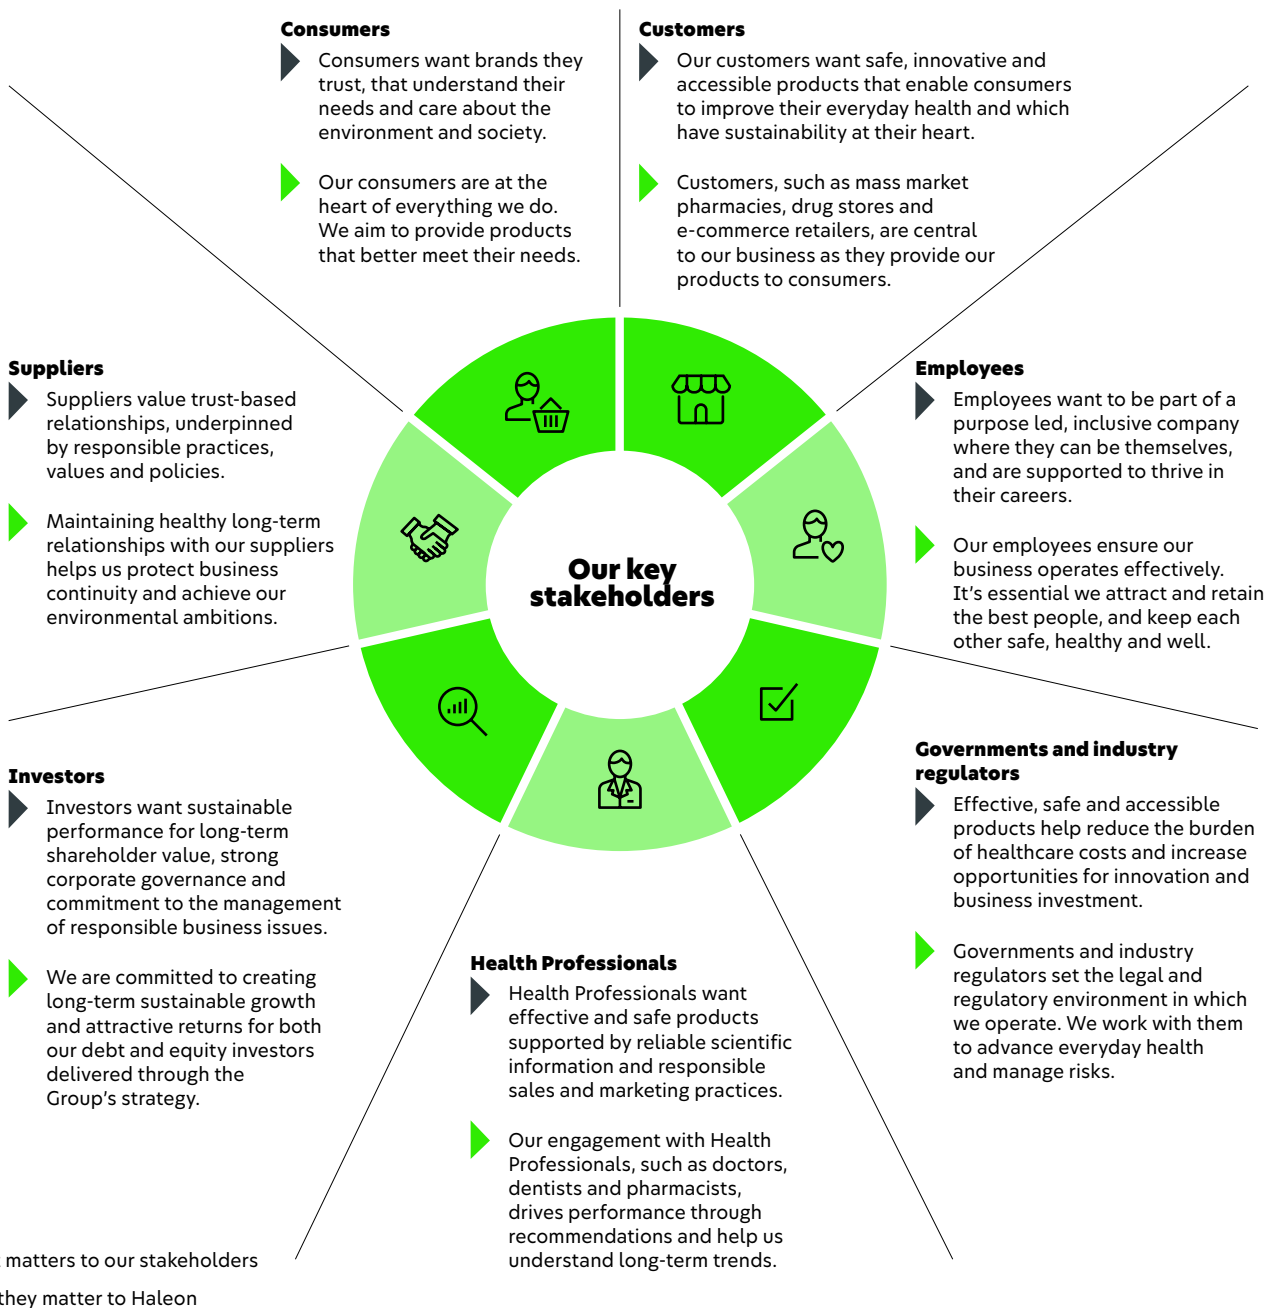 Consumers
Consumers want brands they
trust, that understand their
needs and care about the
environment and society.
Our consumers are at the
heart of everything we do.
We aim to provide products
that better meet their needs.
Customers
Our customers want safe, innovative and
accessible products that enable consumers
to improve their everyday health and which
have sustainability at their heart.
Customers, such as mass market
pharmacies, drug stores and
e-commerce retailers, are central
to our business as they provide our
products to consumers.
Suppliers
Suppliers value trust-based
relationships, underpinned
by responsible practices,
values and policies.
Maintaining healthy long-term
relationships with our suppliers
helps us protect business
continuity and achieve our
environmental ambitions.
Our key
stakeholders
Employees
Employees want to be part of a
purpose led, inclusive company
where they can be themselves,
and are supported to thrive in
their careers.
Our employees ensure our
business operates effectively.
It’s essential we attract and retain
the best people, and keep each
other safe, healthy and well.
Investors
Investors want sustainable
performance for long-term
shareholder value, strong
corporate governance and
commitment to the management
of responsible business issues.
We are committed to creating
long-term sustainable growth
and attractive returns for both
our debt and equity investors
delivered through the
Group’s strategy.
Health Professionals
Health Professionals want
effective and safe products
supported by reliable scientific
information and responsible
sales and marketing practices.
Our engagement with Health
Professionals, such as doctors,
dentists and pharmacists,
drives performance through
recommendations and help us
understand long-term trends.
Governments and industry
regulators
Effective, safe and accessible
products help reduce the burden
of healthcare costs and increase
opportunities for innovation and
business investment.
Governments and industry
regulators set the legal and
regulatory environment in which
we operate. We work with them
to advance everyday health
and manage risks.
matters to our stakeholders
they matter to Haleon